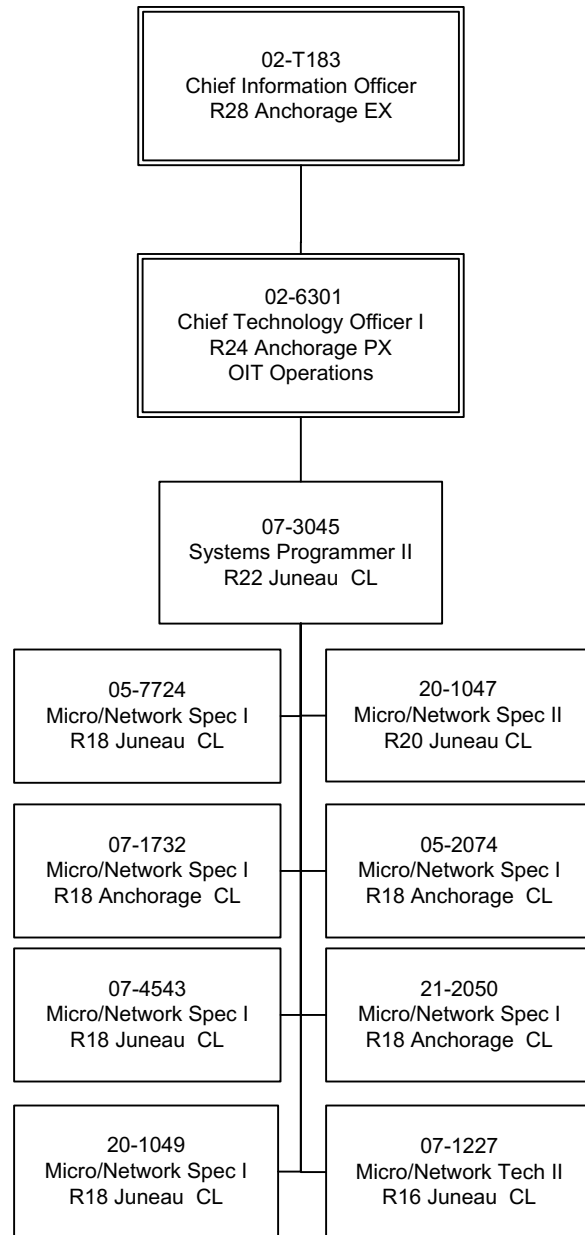 02-T183
Chief Information Officer
R28 Anchorage EX
02-6301
Chief Technology Officer I
R24 Anchorage PX
OIT Operations
07-3045
Systems Programmer II
R22 Juneau  CL
05-7724
Micro/Network Spec I
R18 Juneau  CL
20-1047
Micro/Network Spec II
R20 Juneau CL
07-1732
Micro/Network Spec I
R18 Anchorage  CL
05-2074
Micro/Network Spec I
R18 Anchorage  CL
07-4543
Micro/Network Spec I
R18 Juneau  CL
21-2050
Micro/Network Spec I
R18 Anchorage  CL
20-1049
Micro/Network Spec I
R18 Juneau  CL
07-1227
Micro/Network Tech II
R16 Juneau  CL